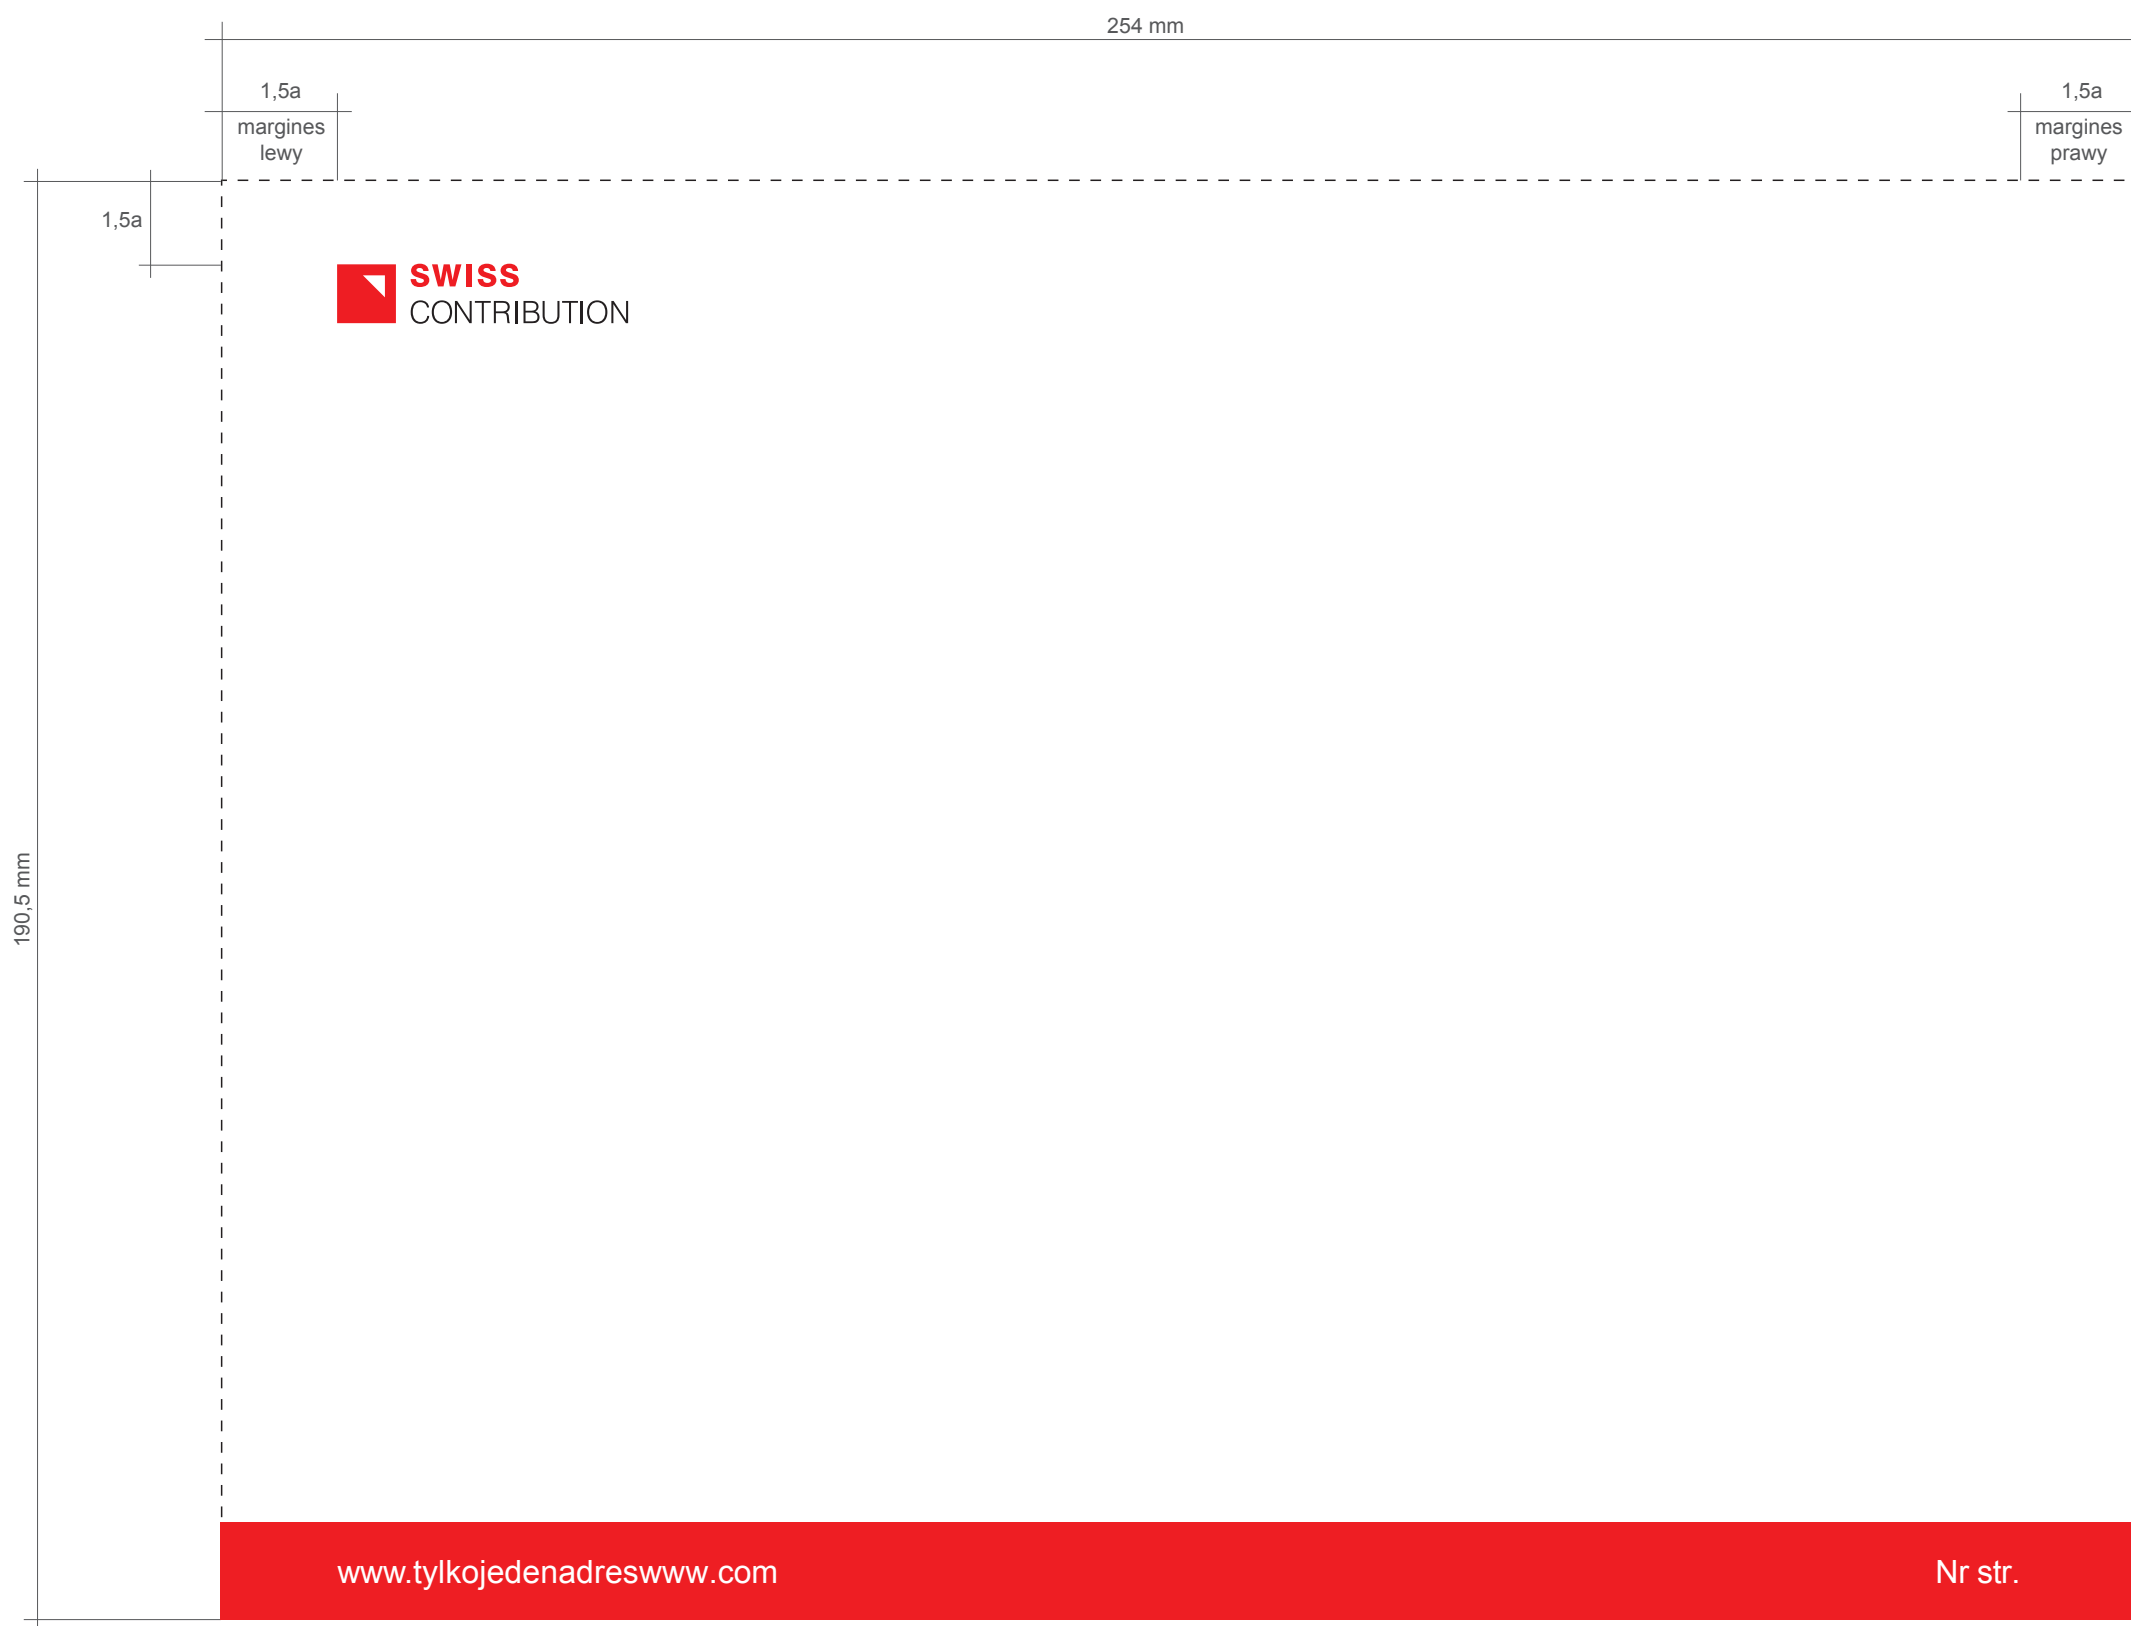 254 mm
1,5a
1,5a
margines
lewy
margines
prawy
1,5a
SWISS
CONTRIBUTION
190,5 mm
www.tylkojedenadreswww.com
Nr str.